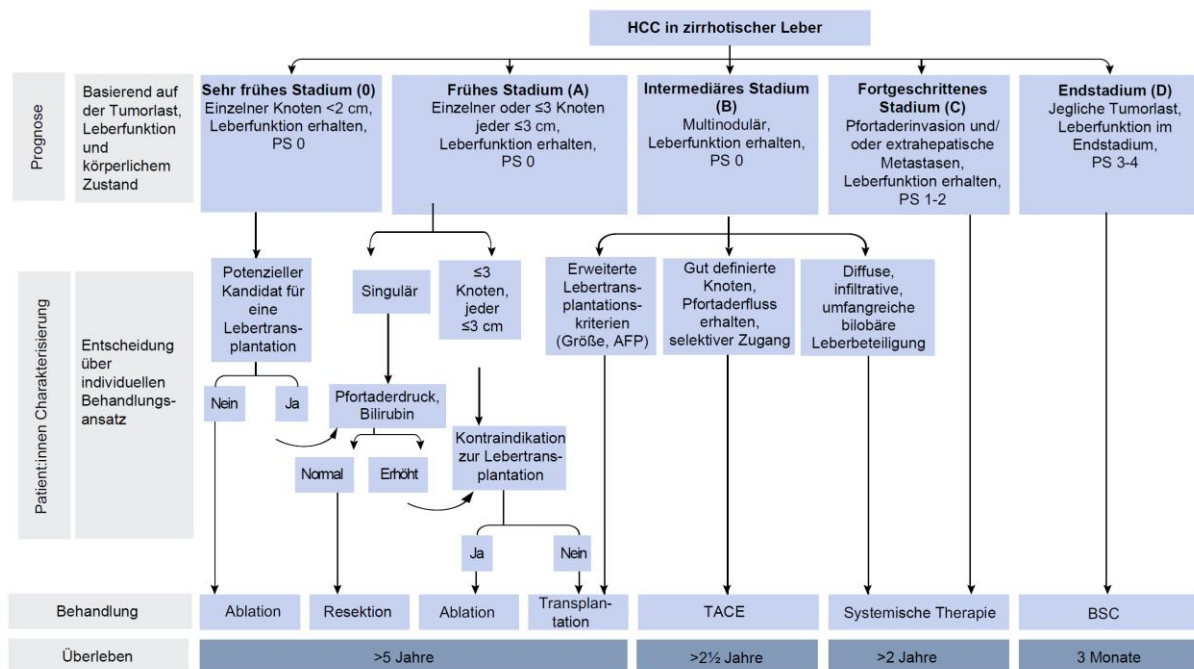 HCC in zirrhotischer Leber
Prognose
Basierend auf
der Tumorlast,
Leberfunktion
und
körperlichem
Zustand
Sehr frühes Stadium (0)
Einzelner Knoten <2 cm,
Leberfunktion erhalten,
PS 0
Frühes Stadium (A)
Einzelner oder ≤3 Knoten
jeder ≤3 cm,
Leberfunktion erhalten,
PS 0
Intermediäres Stadium
(B)
Multinodulär,
Leberfunktion erhalten,
PS 0
Fortgeschrittenes
Stadium (C)
Pfortaderinvasion und/
oder extrahepatische
Metastasen,
Leberfunktion erhalten,
PS 1-2
Endstadium (D)
Jegliche Tumorlast,
Leberfunktion im
Endstadium,
PS 3-4
Patient:innen Charakterisierung
Entscheidung
über
individuellen
Behandlungs-
ansatz
Potenzieller
Kandidat für
eine
Lebertrans-
plantation
Nein
Ja
Singulär
≤3
Knoten,
jeder
≤3 cm
Pfortaderdruck,
Bilirubin
Normal
Erhöht
Kontraindikation
zur Lebertrans-
plantation
Ja
Nein
Erweiterte
Lebertrans-
plantations-
kriterien
(Größe, AFP)
Gut definierte
Knoten,
Pfortaderfluss
erhalten,
selektiver Zugang
Diffuse,
infiltrative,
umfangreiche
bilobäre
Leberbeteiligung
Behandlung
Ablation
Resektion
Ablation
Transplan-
tation
TACE
Systemische Therapie
BSC
Überleben
>5 Jahre
>2½ Jahre
>2 Jahre
3 Monate